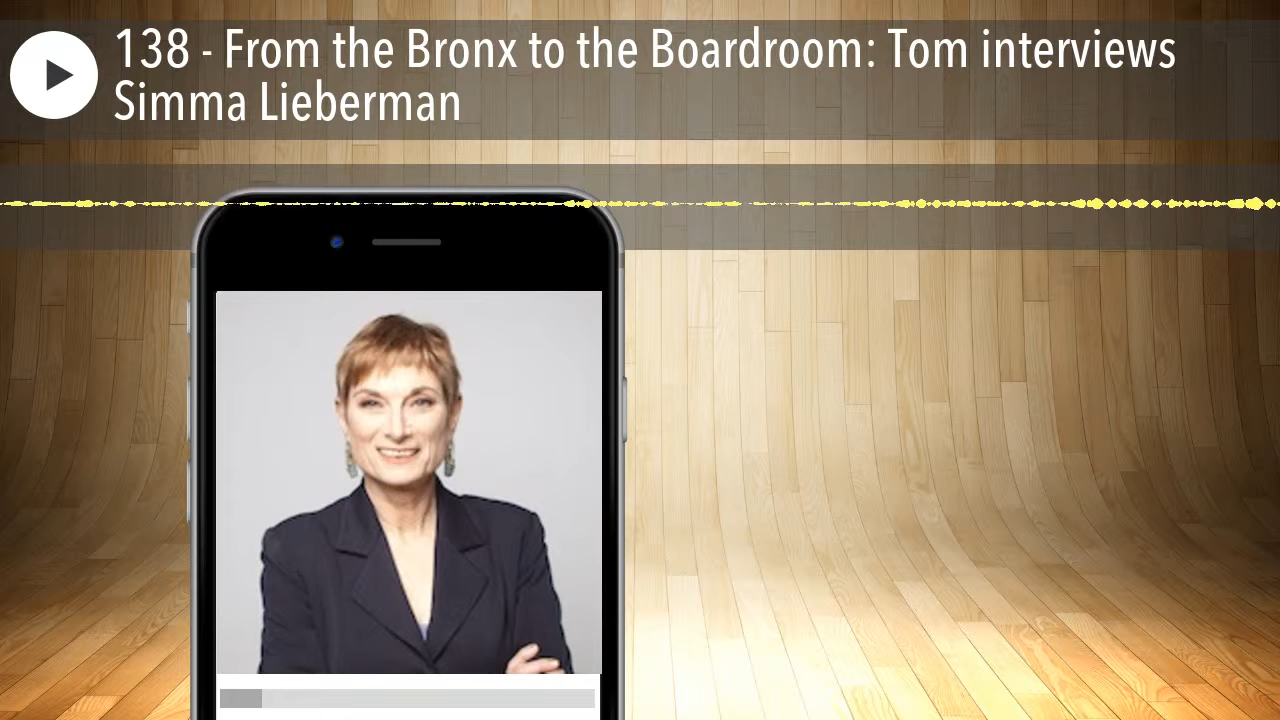 138 - From the Bronx to the Boardroom: Tom interviews
Simma Lieberman